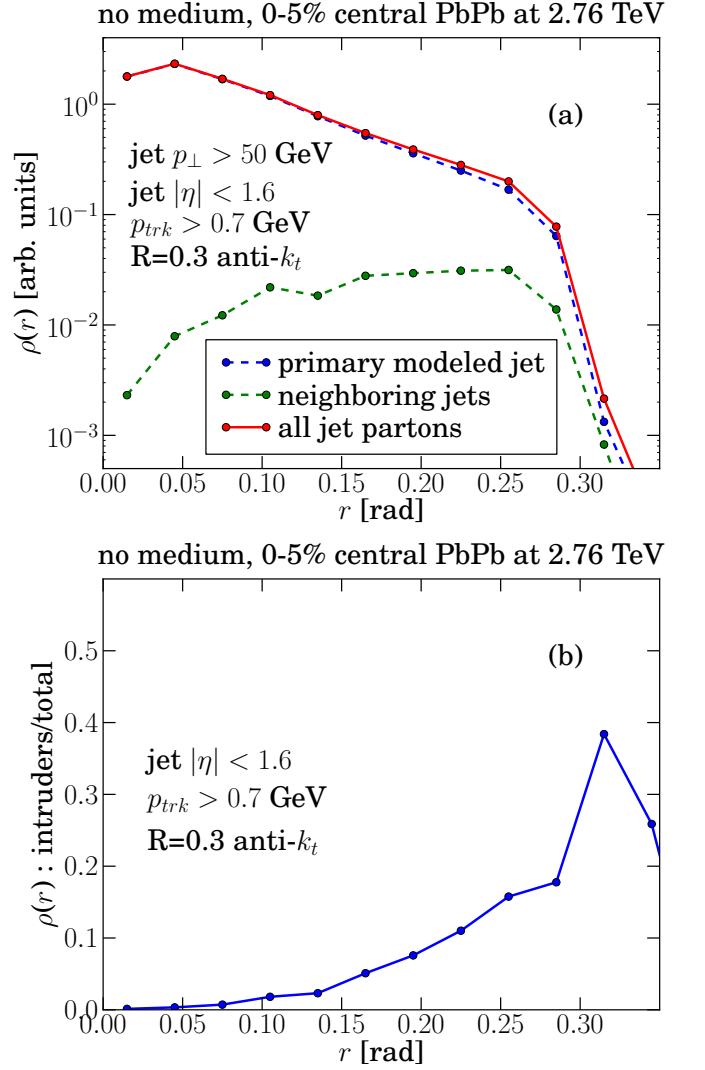 no medium, 0-5% central PbPb at 2.76 TeV
(a)
jet p⊥ > 50 GeV
jet |η| < 1.6
p_{trk} > 0.7 GeV
R=0.3 anti-k_t
ρ(r) [arb. units]
10^0
10^{-1}
10^{-2}
10^{-3}
primary modeled jet
neighboring jets
all jet partons
0.00 0.05 0.10 0.15 0.20 0.25 0.30
r [rad]
no medium, 0-5% central PbPb at 2.76 TeV
(b)
jet |η| < 1.6
p_{trk} > 0.7 GeV
R=0.3 anti-k_t
ρ(r) : intruders/total
0.5
0.4
0.3
0.2
0.1
0.0
0.00 0.05 0.10 0.15 0.20 0.25 0.30
r [rad]